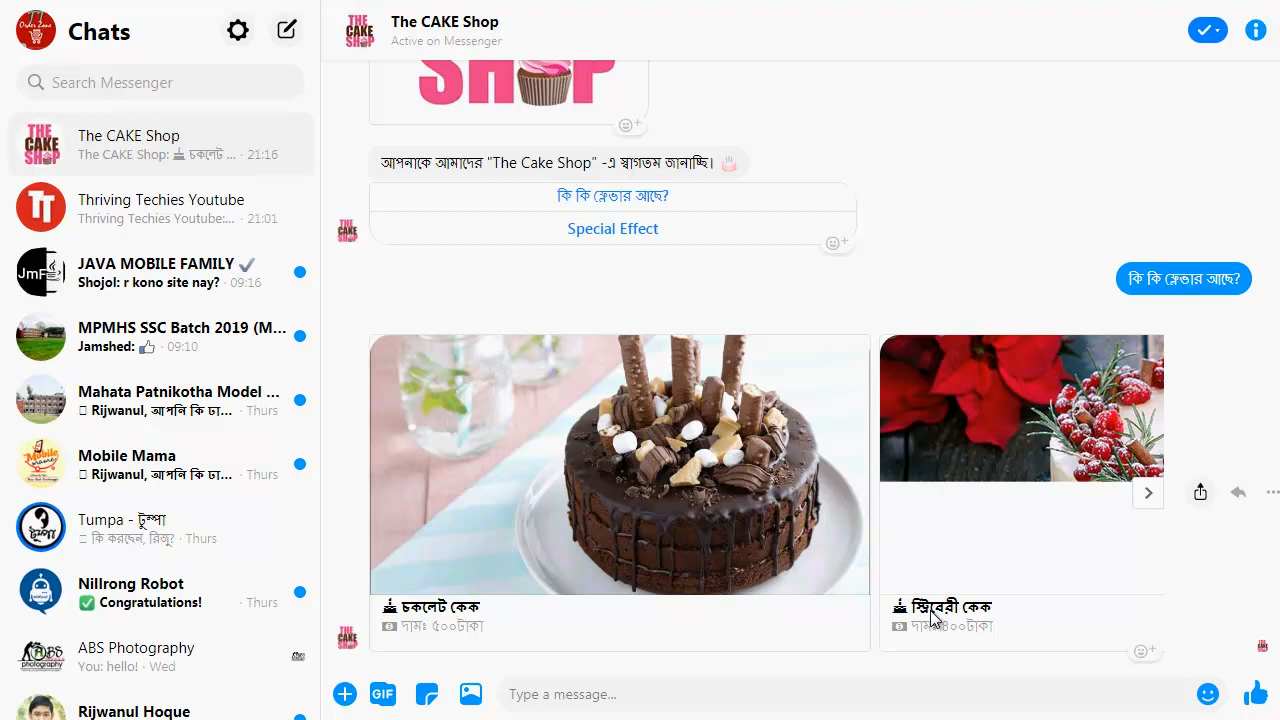 Chats
Search Messenger
The CAKE Shop
The CAKE Shop: 🎂 চকলেট ... · 21:16
Thriving Techies Youtube
Thriving Techies Youtube:... · 21:01
JAVA MOBILE FAMILY ✓
Shojol: r kono site nay? · 09:16
MPMHS SSC Batch 2019 (M...
Jamshed: 👍 · 09:10
Mahata Patnikotha Model ...
Rijwanul, আপনি কি চা... · Thurs
Mobile Mama
Rijwanul, আপনি কি চা... · Thurs
Tumpa - টুম্পা
কি করছেন, রিজু? · Thurs
Nillrong Robot
✅ Congratulations! · Thurs
ABS Photography
You: hello! · Wed
Rijwanul Hoque
The CAKE Shop
Active on Messenger
SHOP
আপনাকে আমাদের "The Cake Shop" -এ স্বাগতম জানাচ্ছি। 🎂
কি কি ফ্লেভার আছে?
Special Effect
কি কি ফ্লেভার আছে?
🎂 চকলেট কেক
💵 দামঃ ৫০০টাকা
🎂 স্ট্রবেরী কেক
💵 দামঃ ৪০০টাকা
GIF
Type a message...